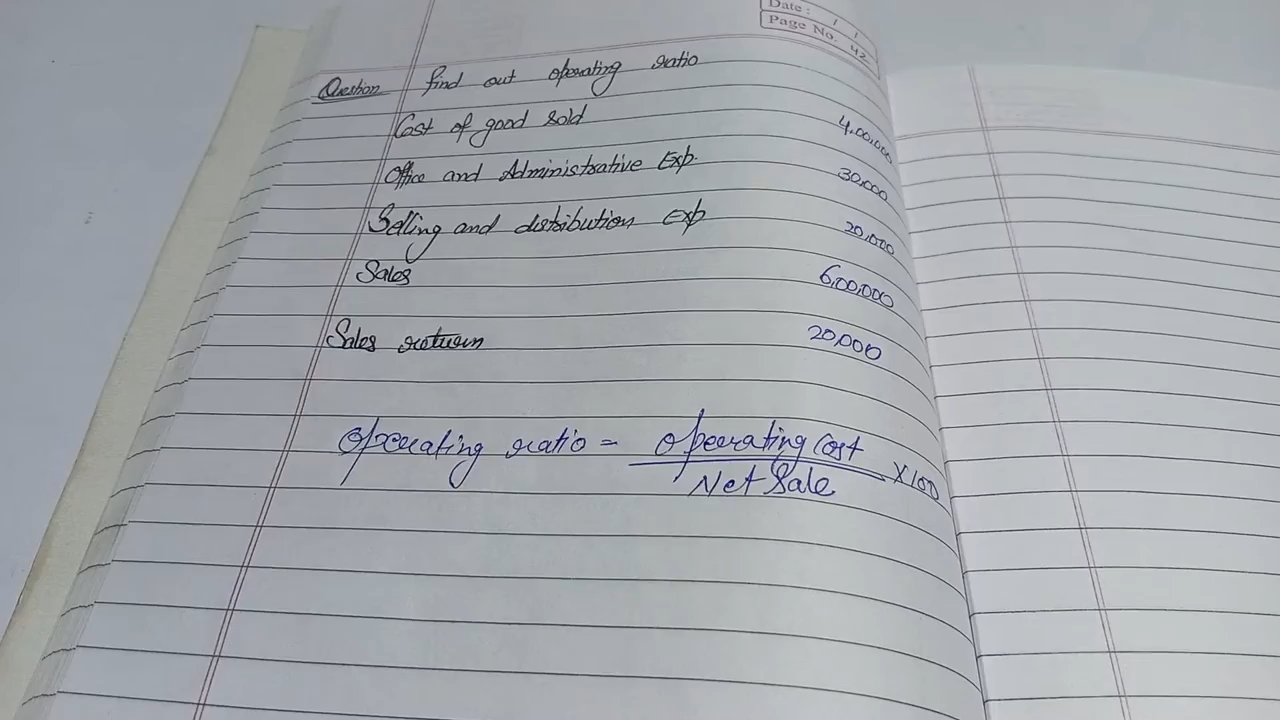 Date : / /
Page No. 42
Question find out operating ratio
Cost of good sold 4,00,000
Office and Administrative Exp. 30,000
Selling and distribution Exp 20,000
Sales 6,00,000
Sales return 20,000
Operating ratio = Operating Cost / Net Sale × 100